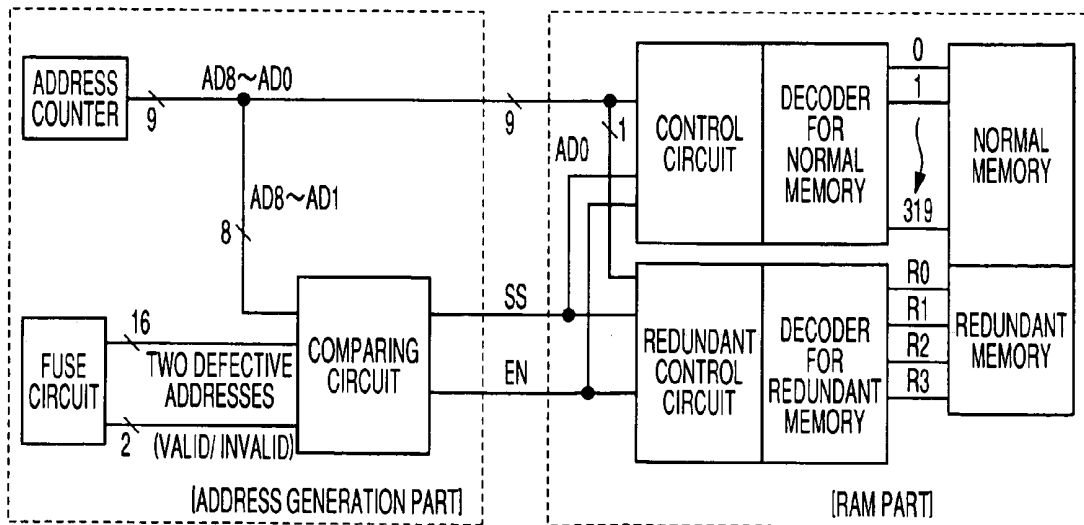 ADDRESS
COUNTER
9
AD8~AD0
9
1
AD0
CONTROL
CIRCUIT
DECODER
FOR
NORMAL
MEMORY
0
1
319
NORMAL
MEMORY
AD8~AD1
8
FUSE
CIRCUIT
16
TWO DEFECTIVE
ADDRESSES
2
(VALID/ INVALID)
COMPARING
CIRCUIT
SS
EN
REDUNDANT
CONTROL
CIRCUIT
DECODER
FOR
REDUNDANT
MEMORY
R0
R1
R2
R3
REDUNDANT
MEMORY
[ADDRESS GENERATION PART]
[RAM PART]